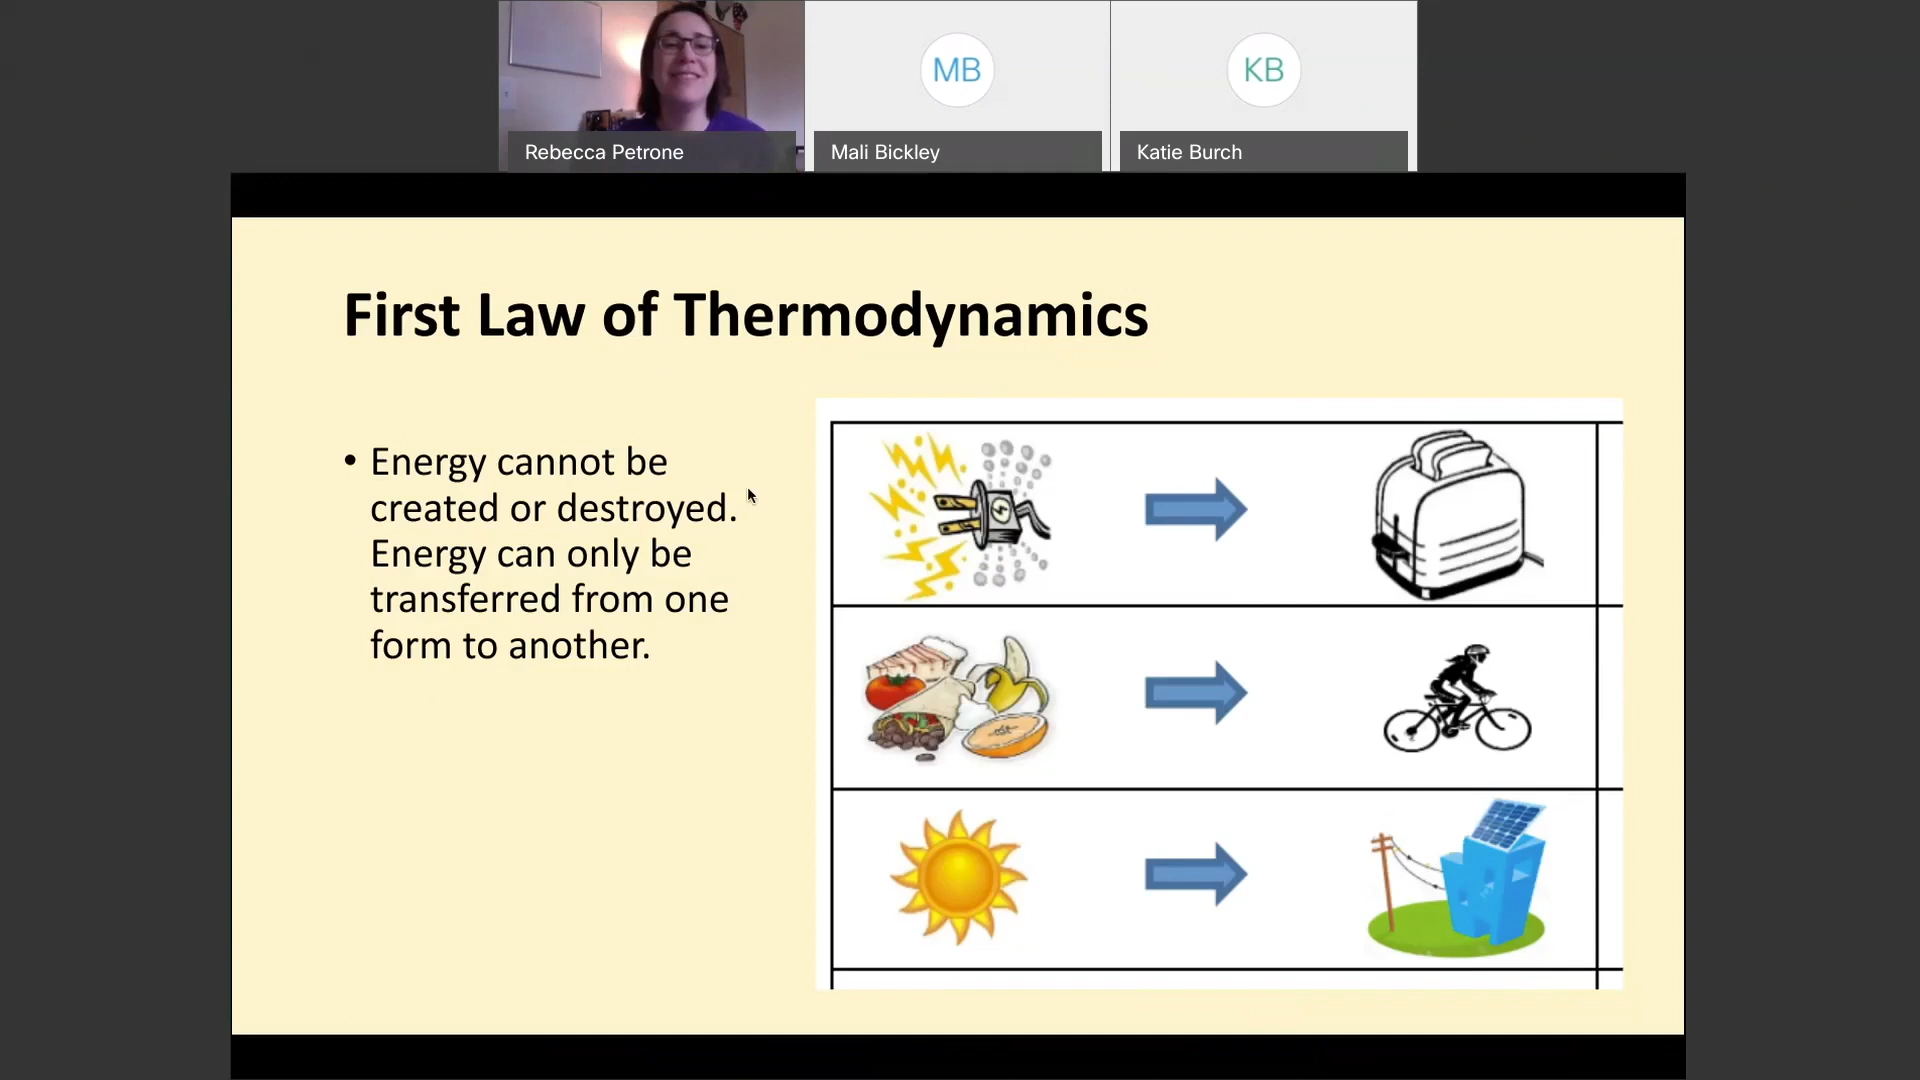 MB
KB
Rebecca Petrone
Mali Bickley
Katie Burch
First Law of Thermodynamics
• Energy cannot be
created or destroyed.
Energy can only be
transferred from one
form to another.